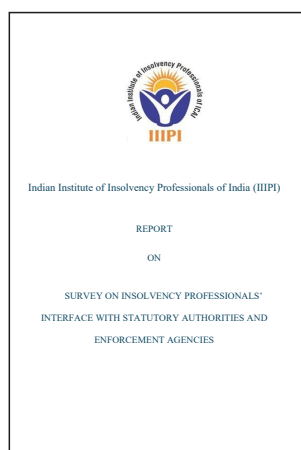 Indian Institute of Insolvency Professionals of ICAI
IIIPI
Indian Institute of Insolvency Professionals of India (IIIPI)
REPORT
ON
SURVEY ON INSOLVENCY PROFESSIONALS'
INTERFACE WITH STATUTORY AUTHORITIES AND
ENFORCEMENT AGENCIES